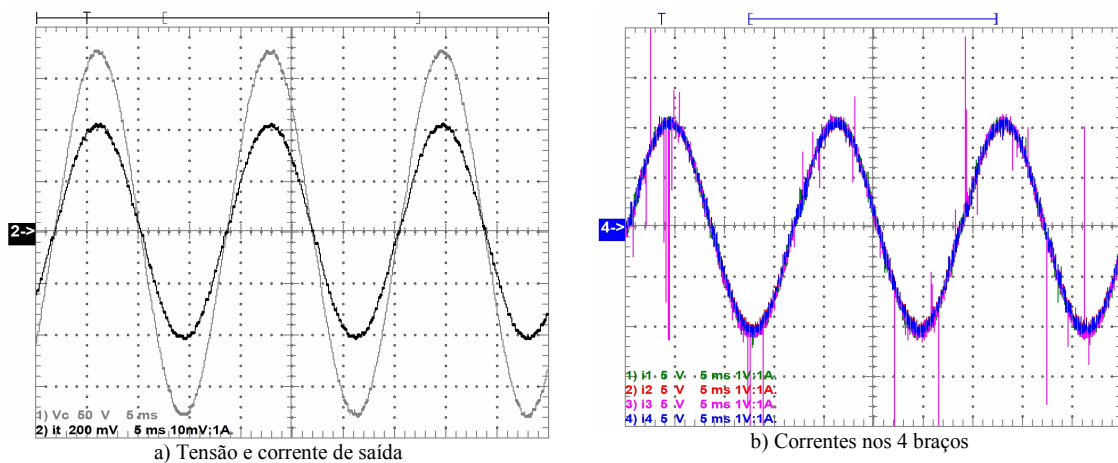 2->
1) Vc 50 V 5 ms
2) it 200 mV 5 ms 10mV:1A.
a) Tensão e corrente de saída
T
4->
1) i1 5 V 5 ms 1V:1A.
2) i2 5 V 5 ms 1V:1A.
3) i3 5 V 5 ms 1V:1A.
4) i4 5 V 5 ms 1V:1A.
b) Correntes nos 4 braços